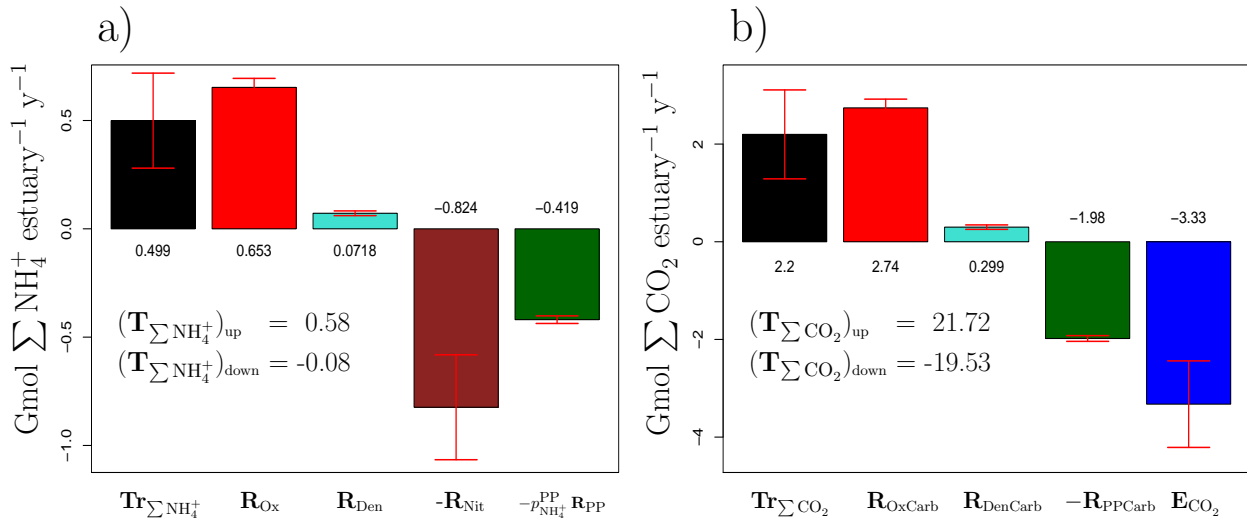 a)
Gmol ∑ NH₄⁺ estuary⁻¹ y⁻¹
0.5
0.0
−0.5
−1.0
−0.824 −0.419
0.499 0.653 0.0718
(T∑ NH₄⁺)up = 0.58
(T∑ NH₄⁺)down = -0.08
Tr∑ NH₄⁺ ROx RDen -RNit −p^PP_NH₄⁺ RPP
b)
Gmol ∑ CO₂ estuary⁻¹ y⁻¹
2
0
−2
−4
−1.98 −3.33
2.2 2.74 0.299
(T∑ CO₂)up = 21.72
(T∑ CO₂)down = -19.53
Tr∑ CO₂ ROxCarb RDenCarb −RPPCarb ECO₂